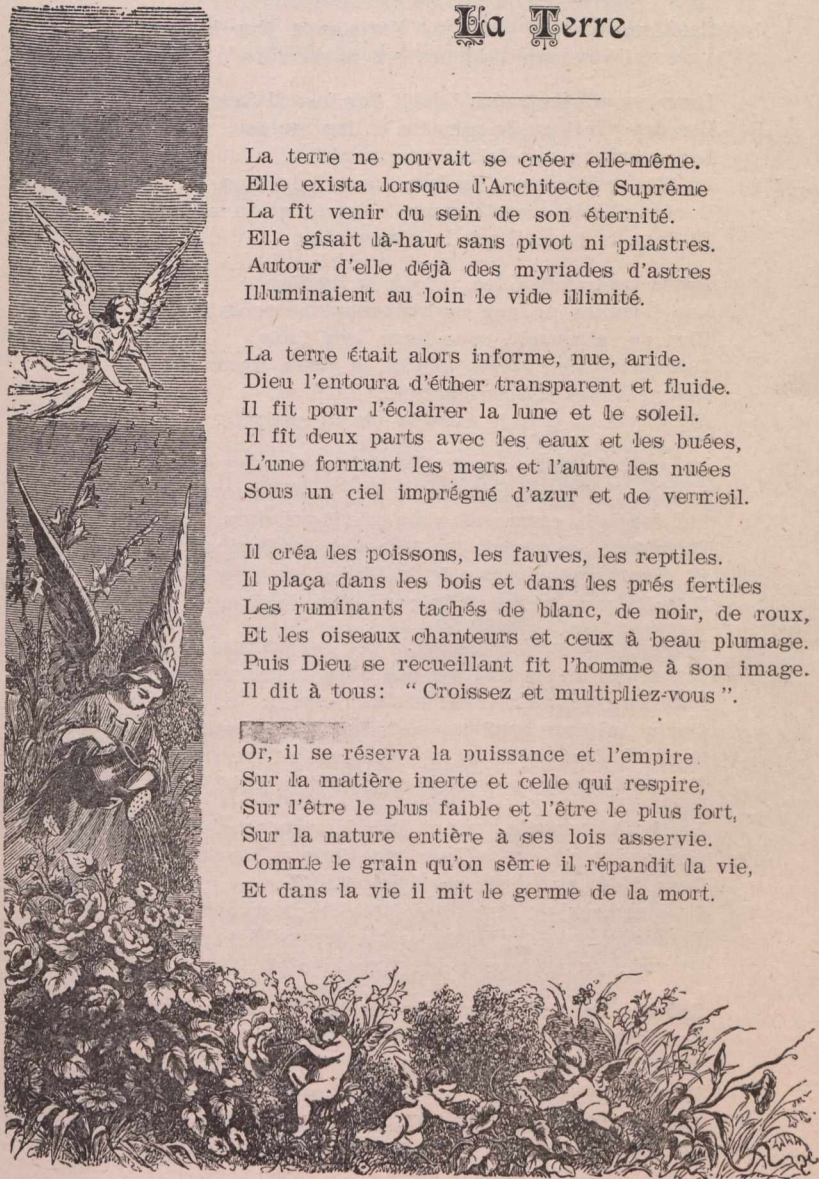 La Terre
La terre ne pouvait se créer elle-même.
Elle exista lorsque l'Architecte Suprême
La fît venir du sein de son éternité.
Elle gîsait là-haut sans pivot ni pilastres.
Autour d'elle déjà des myriades d'astres
Illuminaient au loin le vide illimité.
La terre était alors informe, nue, aride.
Dieu l'entoura d'éther transparent et fluide.
Il fit pour l'éclairer la lune et le soleil.
Il fît deux parts avec les eaux et les buées,
L'une formant les mers et l'autre les nuées
Sous un ciel imprégné d'azur et de vermeil.
Il créa les poissons, les fauves, les reptiles.
Il plaça dans les bois et dans les prés fertiles
Les ruminants tachés de blanc, de noir, de roux,
Et les oiseaux chanteurs et ceux à beau plumage.
Puis Dieu se recueillant fit l'homme à son image.
Il dit à tous: "Croissez et multipliez-vous".
Or, il se réserva la puissance et l'empire
Sur la matière inerte et celle qui respire,
Sur l'être le plus faible et l'être le plus fort,
Sur la nature entière à ses lois asservie.
Comme le grain qu'on sème il répandit la vie,
Et dans la vie il mit le germe de la mort.